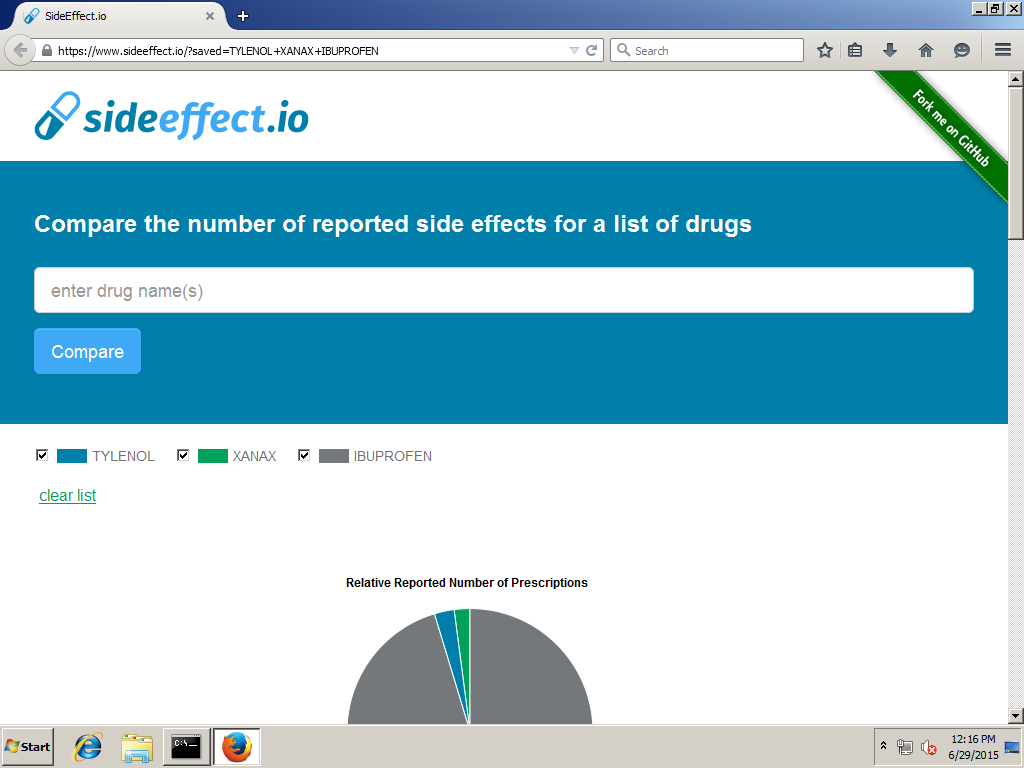 SideEffect.io
https://www.sideeffect.io/?saved=TYLENOL+XANAX+IBUPROFEN
Search
sideeffect.io
Fork me on GitHub
Compare the number of reported side effects for a list of drugs
enter drug name(s)
Compare
TYLENOL XANAX IBUPROFEN
clear list
Relative Reported Number of Prescriptions
Start
C:\
12:16 PM
6/29/2015